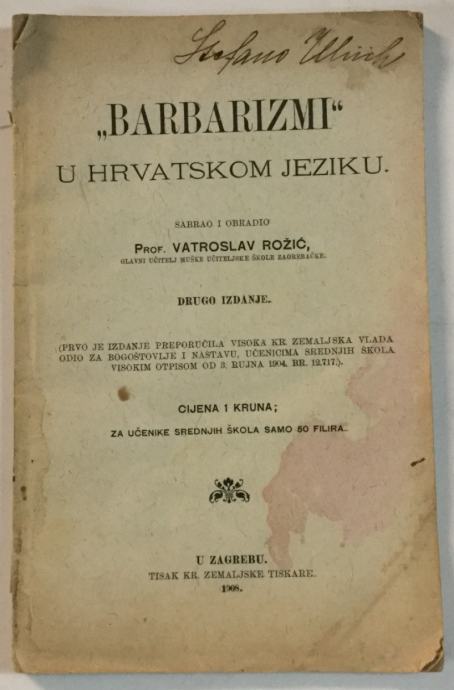 Stefano Ullrich
„BARBARIZMI“
U HRVATSKOM JEZIKU.
SABRAO I OBRADIO
PROF. VATROSLAV ROŽIĆ,
GLAVNI UČITELJ MUŠKE UČITELJSKE ŠKOLE ZAGREBAČKE.
DRUGO IZDANJE.
(PRVO JE IZDANJE PREPORUČILA VISOKA KR. ZEMALJSKA VLADA
ODIO ZA BOGOŠTOVLJE I NASTAVU, UČENICIMA SREDNJIH ŠKOLA
VISOKIM OTPISOM OD 3. RUJNA 1904. BR. 12.717.).
CIJENA 1 KRUNA;
ZA UČENIKE SREDNJIH ŠKOLA SAMO 50 FILIRA.
U ZAGREBU.
TISAK KR. ZEMALJSKE TISKARE.
1908.